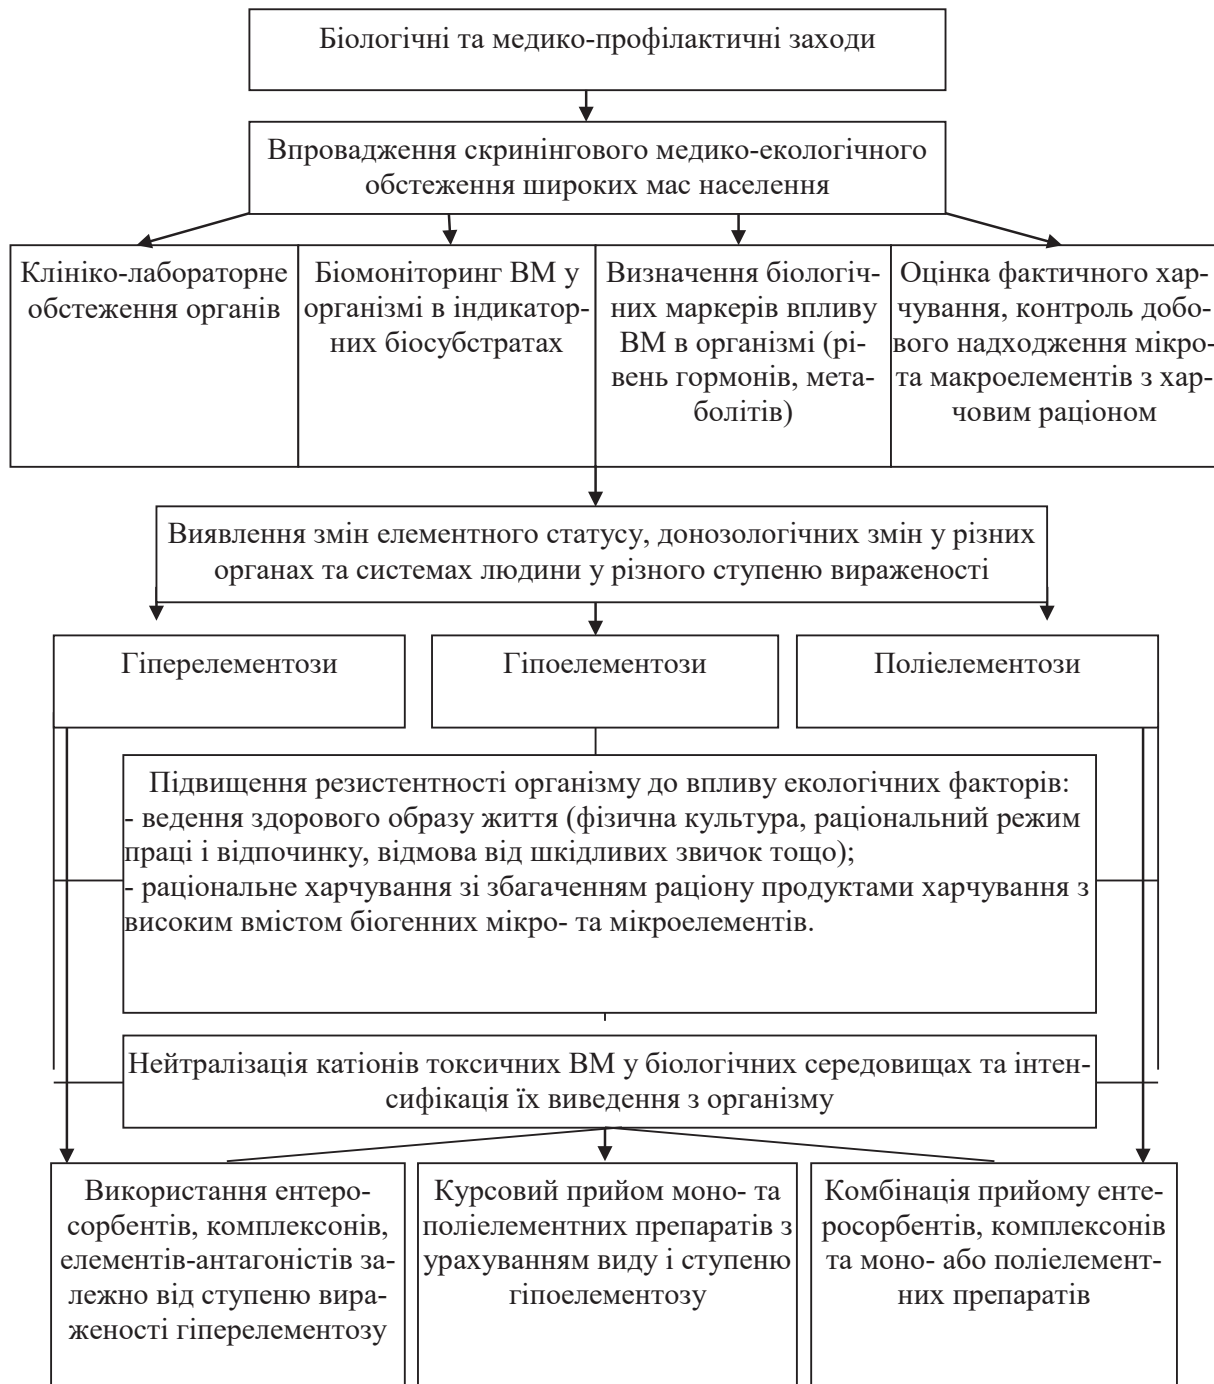 Біологічні та медико-профілактичні заходи
Впровадження скринінгового медико-екологічного
обстеження широких мас населення
Клініко-лабораторне
обстеження органів
Біомоніторинг ВМ у
організмі в індикатор-
них біосубстратах
Визначення біологіч-
них маркерів впливу
ВМ в організмі (рі-
вень гормонів, мета-
болітів)
Оцінка фактичного хар-
чування, контроль добо-
вого надходження мікро-
та макроелементів з хар-
човим раціоном
Виявлення змін елементного статусу, донозологічних змін у різних
органах та системах людини у різного ступеню вираженості
Гіперелементози
Гіпоелементози
Поліелементози
Підвищення резистентності організму до впливу екологічних факторів:
- ведення здорового образу життя (фізична культура, раціональний режим
праці і відпочинку, відмова від шкідливих звичок тощо);
- раціональне харчування зі збагаченням раціону продуктами харчування з
високим вмістом біогенних мікро- та мікроелементів.
Нейтралізація катіонів токсичних ВМ у біологічних середовищах та інтен-
сифікація їх виведення з організму
Використання ентеро-
сорбентів, комплексонів,
елементів-антагоністів за-
лежно від ступеню вира-
женості гіперелементозу
Курсовий прийом моно- та
поліелементних препаратів з
урахуванням виду і ступеню
гіпоелементозу
Комбінація прийому енте-
росорбентів, комплексонів
та моно- або поліелемент-
них препаратів